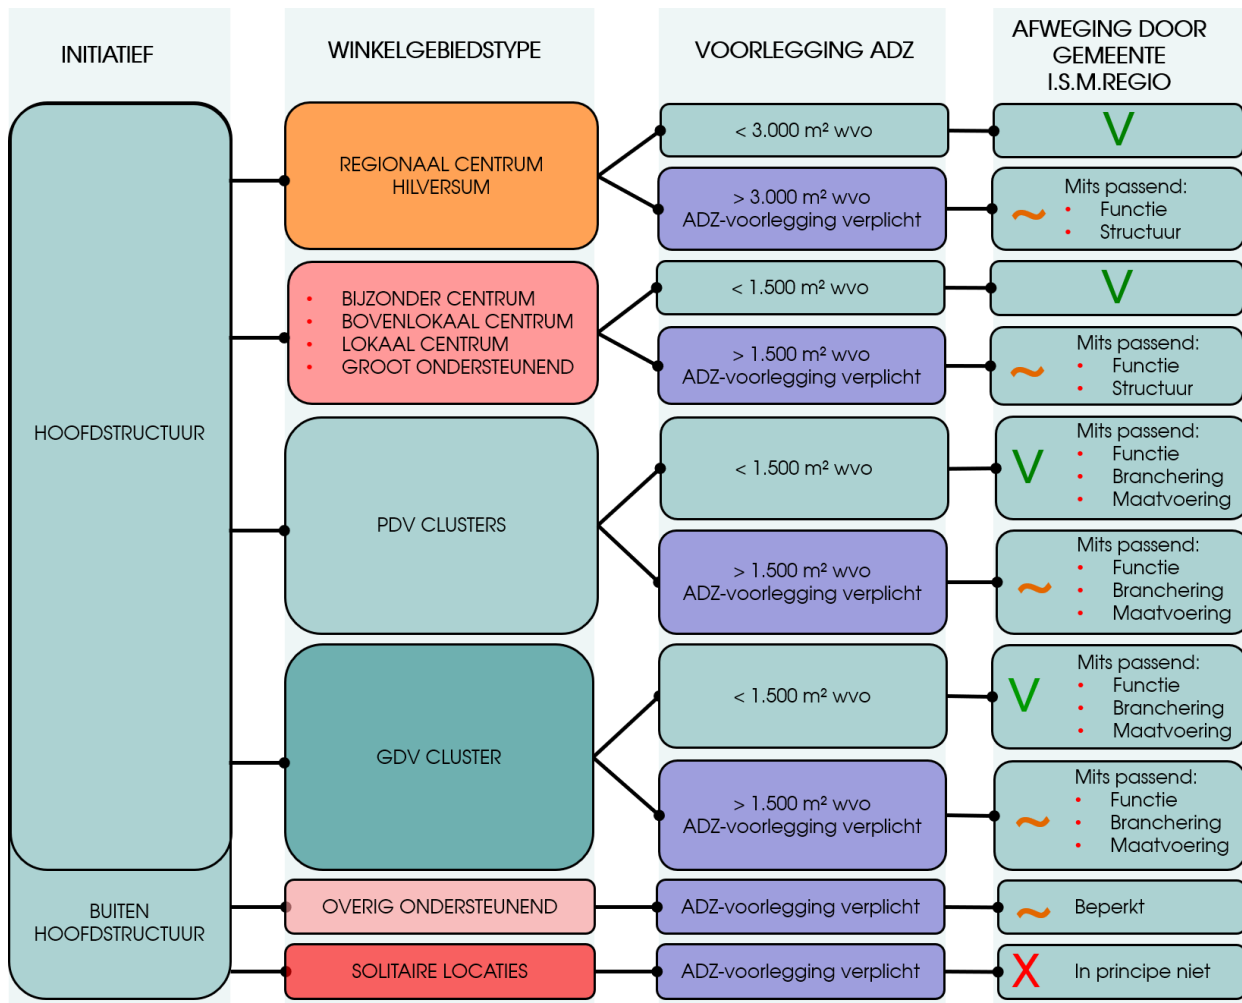 INITIATIEF
WINKELGEBIEDSTYPE
VOORLEGGING ADZ
AFWEGING DOOR
GEMEENTE
I.S.M.REGIO
HOOFDSTRUCTUUR
REGIONAAL CENTRUM
HILVERSUM
< 3.000 m² wvo
V
> 3.000 m² wvo
ADZ-voorlegging verplicht
~
Mits passend:
• Functie
• Structuur
• BIJZONDER CENTRUM
• BOVENLOKAAL CENTRUM
• LOKAAL CENTRUM
• GROOT ONDERSTEUNEND
< 1.500 m² wvo
V
> 1.500 m² wvo
ADZ-voorlegging verplicht
~
Mits passend:
• Functie
• Structuur
PDV CLUSTERS
< 1.500 m² wvo
V
Mits passend:
• Functie
• Branchering
• Maatvoering
> 1.500 m² wvo
ADZ-voorlegging verplicht
~
Mits passend:
• Functie
• Branchering
• Maatvoering
GDV CLUSTER
< 1.500 m² wvo
V
Mits passend:
• Functie
• Branchering
• Maatvoering
> 1.500 m² wvo
ADZ-voorlegging verplicht
~
Mits passend:
• Functie
• Branchering
• Maatvoering
BUITEN
HOOFDSTRUCTUUR
OVERIG ONDERSTEUNEND
ADZ-voorlegging verplicht
~ Beperkt
SOLITAIRE LOCATIES
ADZ-voorlegging verplicht
X In principe niet